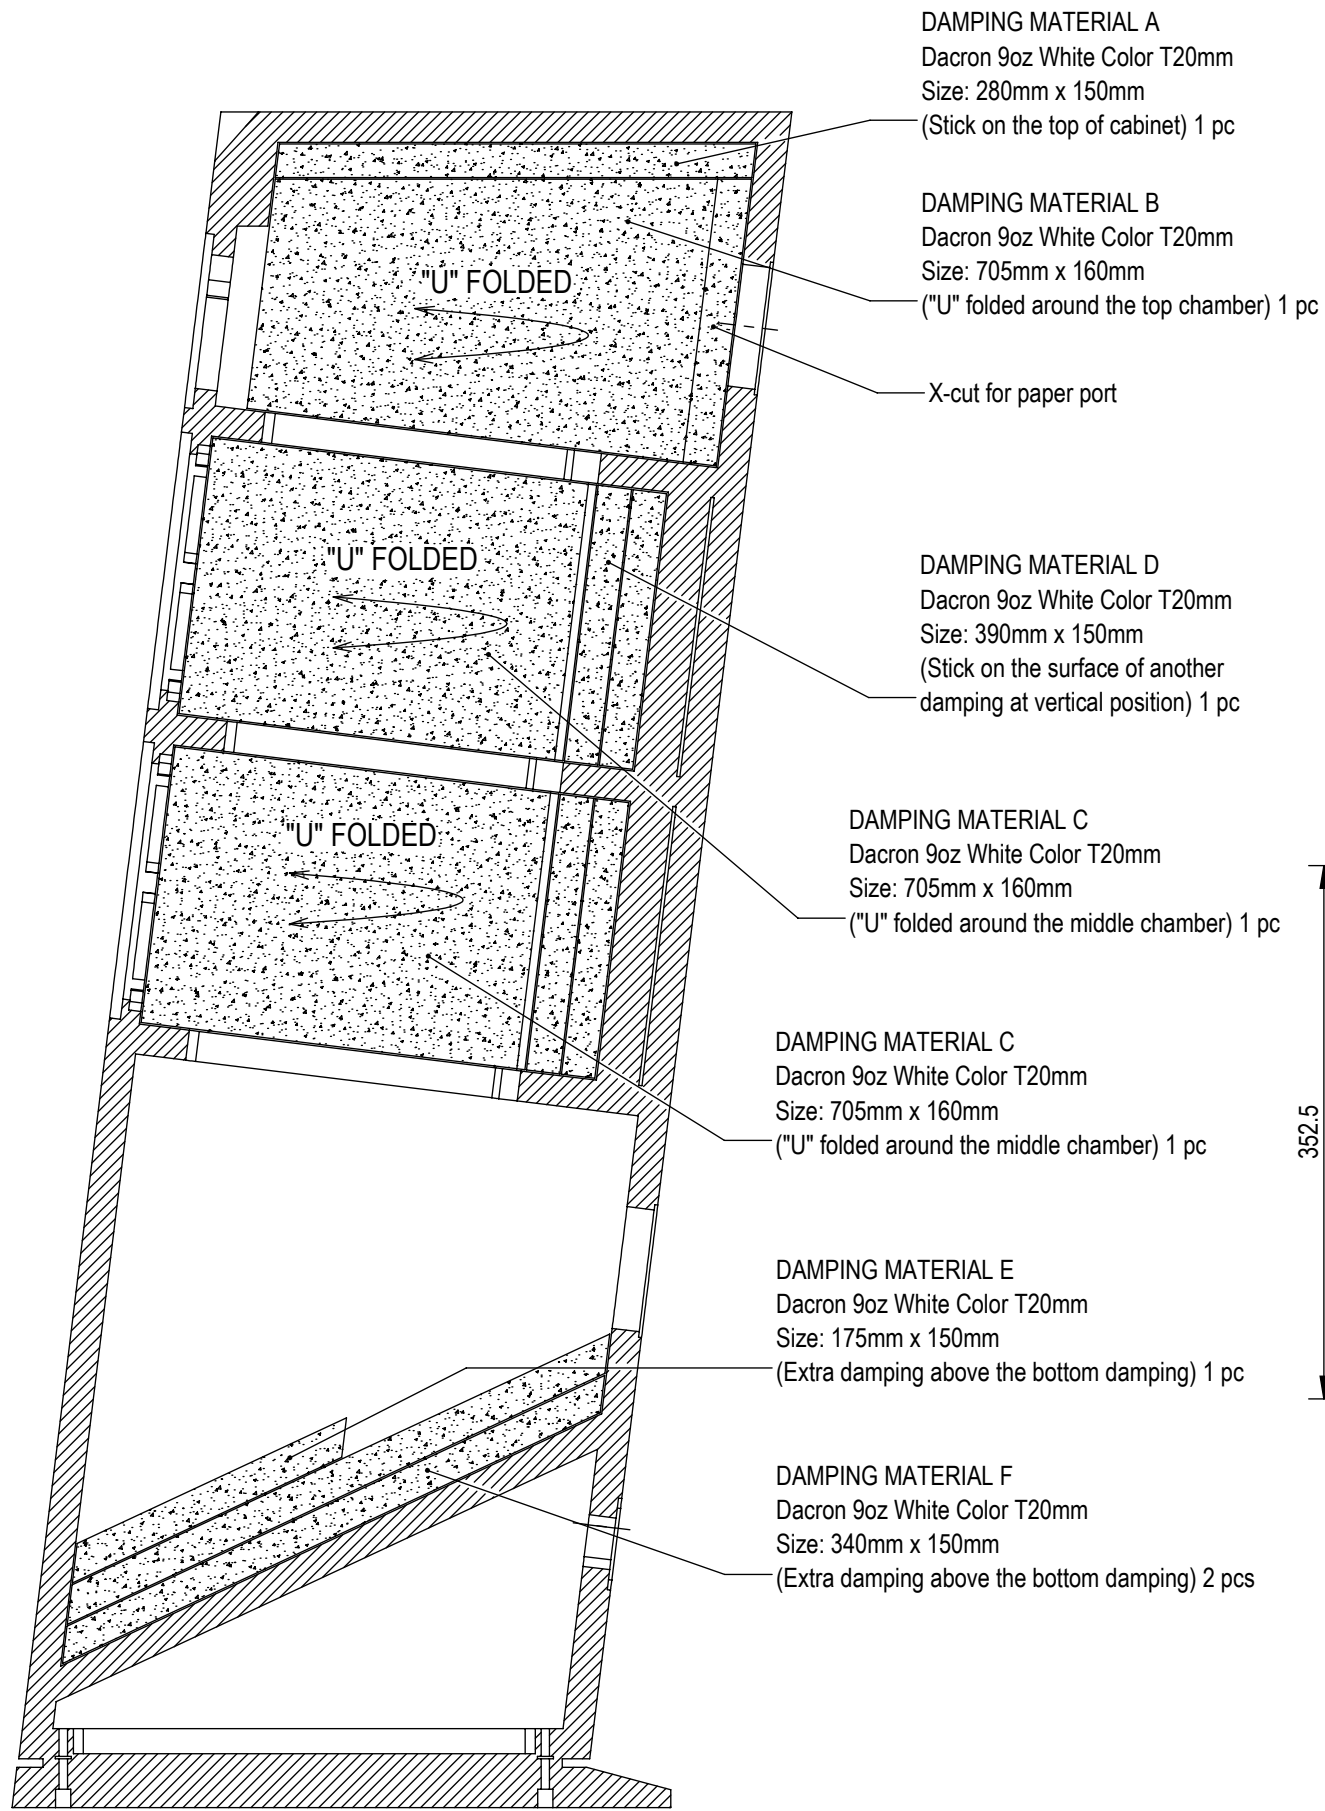 DAMPING MATERIAL A
Dacron 9oz White Color T20mm
Size: 280mm x 150mm
(Stick on the top of cabinet) 1 pc
DAMPING MATERIAL B
Dacron 9oz White Color T20mm
Size: 705mm x 160mm
("U" folded around the top chamber) 1 pc
"U" FOLDED
X-cut for paper port
"U" FOLDED
DAMPING MATERIAL D
Dacron 9oz White Color T20mm
Size: 390mm x 150mm
(Stick on the surface of another
damping at vertical position) 1 pc
"U" FOLDED
DAMPING MATERIAL C
Dacron 9oz White Color T20mm
Size: 705mm x 160mm
("U" folded around the middle chamber) 1 pc
DAMPING MATERIAL C
Dacron 9oz White Color T20mm
Size: 705mm x 160mm
("U" folded around the middle chamber) 1 pc
352.5
DAMPING MATERIAL E
Dacron 9oz White Color T20mm
Size: 175mm x 150mm
(Extra damping above the bottom damping) 1 pc
DAMPING MATERIAL F
Dacron 9oz White Color T20mm
Size: 340mm x 150mm
(Extra damping above the bottom damping) 2 pcs